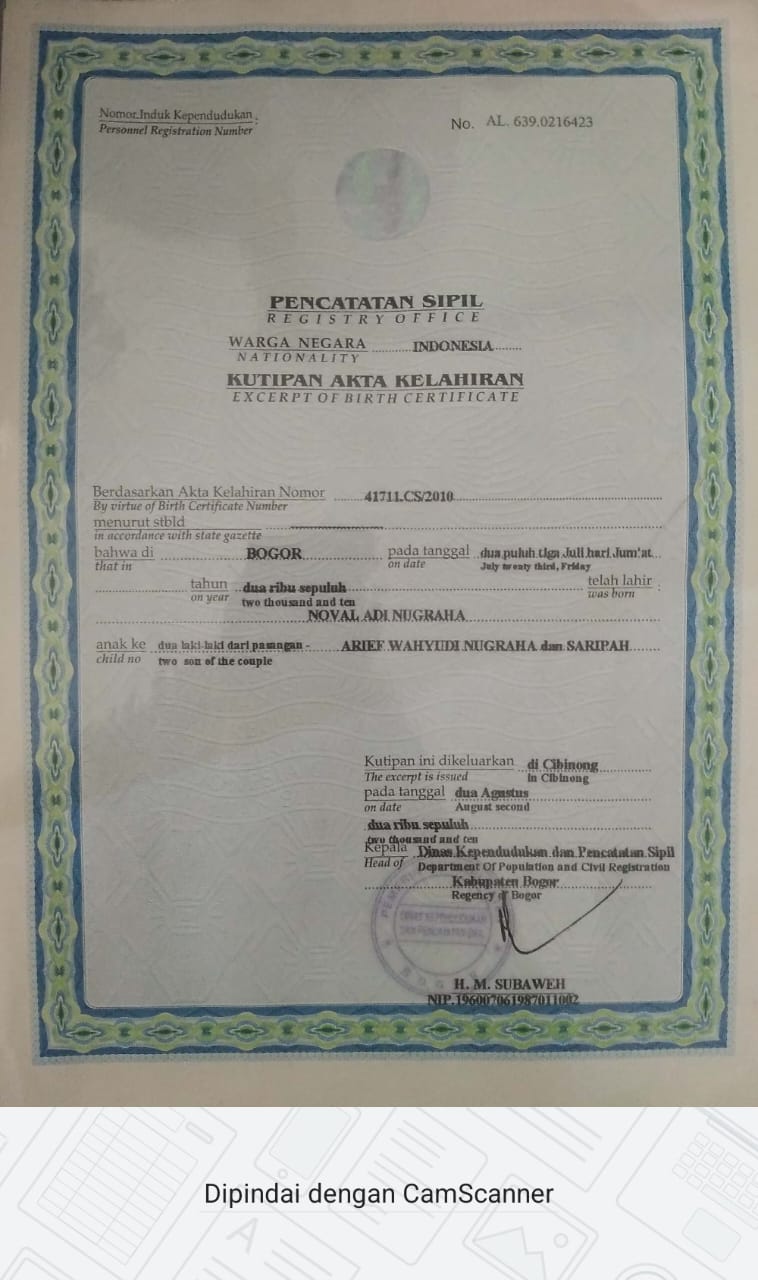 Nomor Induk Kependudukan :
Personnel Registration Number
No. AL. 639.0216423
PENCATATAN SIPIL
REGISTRY OFFICE
WARGA NEGARA INDONESIA
NATIONALITY
KUTIPAN AKTA KELAHIRAN
EXCERPT OF BIRTH CERTIFICATE
Berdasarkan Akta Kelahiran Nomor 41711.CS/2010
By virtue of Birth Certificate Number
menurut stbld
in accordance with state gazette
bahwa di BOGOR pada tanggal dua puluh tiga Juli hari Jum'at
that in on date July twenty third, Friday
tahun dua ribu sepuluh telah lahir :
on year two thousand and ten was born
NOVAL ADI NUGRAHA
anak ke dua laki-laki dari pasangan - ARIEF WAHYUDI NUGRAHA dan SARIPAH
child no two son of the couple
Kutipan ini dikeluarkan di Cibinong
The excerpt is issued in Cibinong
pada tanggal dua Agustus
on date August second
dua ribu sepuluh
two thousand and ten
Kepala Dinas Kependudukan dan Pencatatan Sipil
Head of Department Of Population and Civil Registration
Kabupaten Bogor
Regency of Bogor
DINAS KEPENDUDUKAN
DAN PENCATATAN SIPIL
H. M. SUBAWEH
NIP. 196007061987011002
Dipindai dengan CamScanner